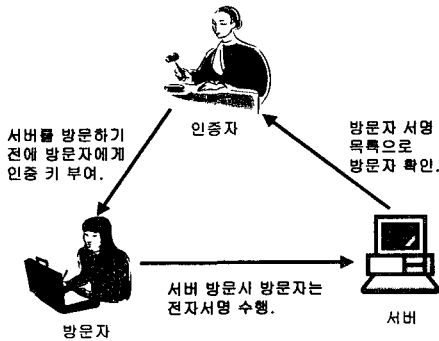 인증자
서버를 방문하기
전에 방문자에게
인증 키 부여.
방문자 서명
목록으로
방문자 확인.
서버 방문사 방문자는
전자서명 수행.
방문자
서버